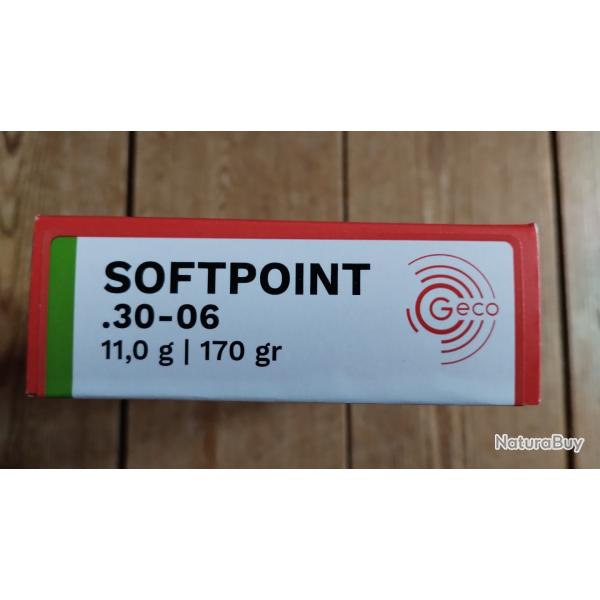 SOFTPOINT
.30-06
11,0 g | 170 gr
Geco
NaturaBuy